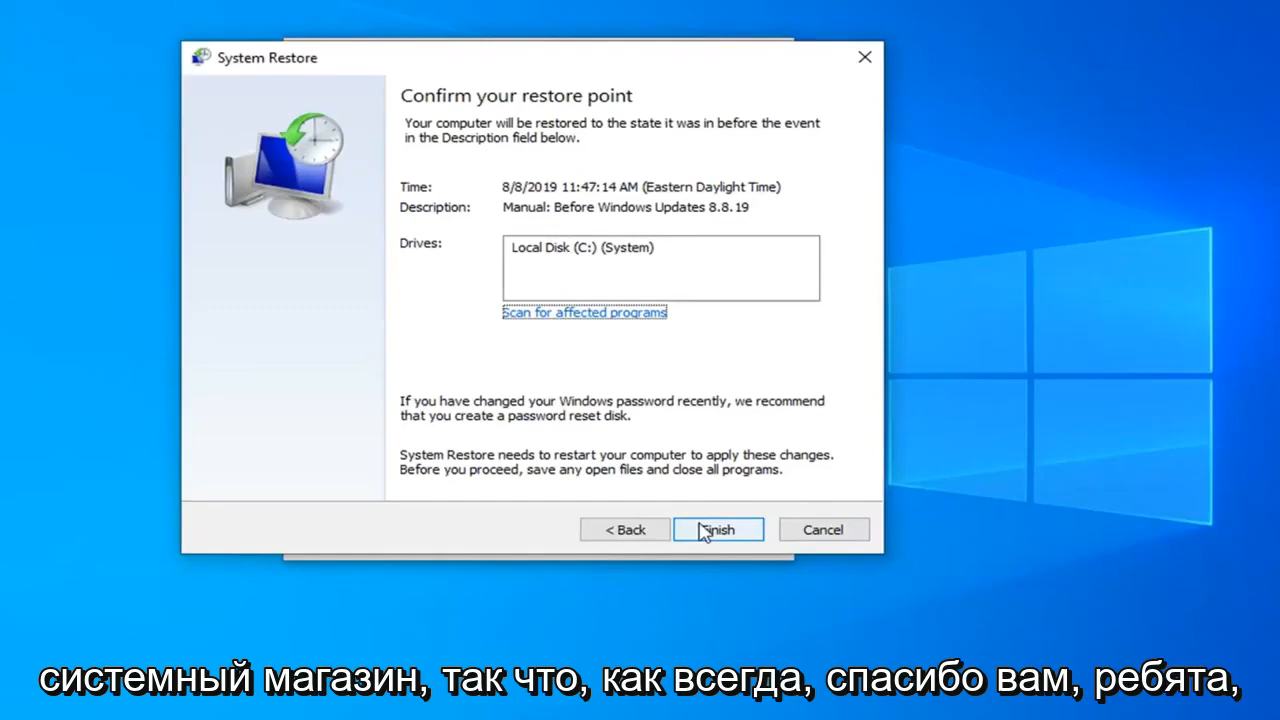 System Restore
Confirm your restore point
Your computer will be restored to the state it was in before the event
in the Description field below.
Time: 8/8/2019 11:47:14 AM (Eastern Daylight Time)
Description: Manual: Before Windows Updates 8.8.19
Drives: Local Disk (C:) (System)
Scan for affected programs
If you have changed your Windows password recently, we recommend
that you create a password reset disk.
System Restore needs to restart your computer to apply these changes.
Before you proceed, save any open files and close all programs.
< Back Finish Cancel
системный магазин, так что, как всегда, спасибо вам, ребята,